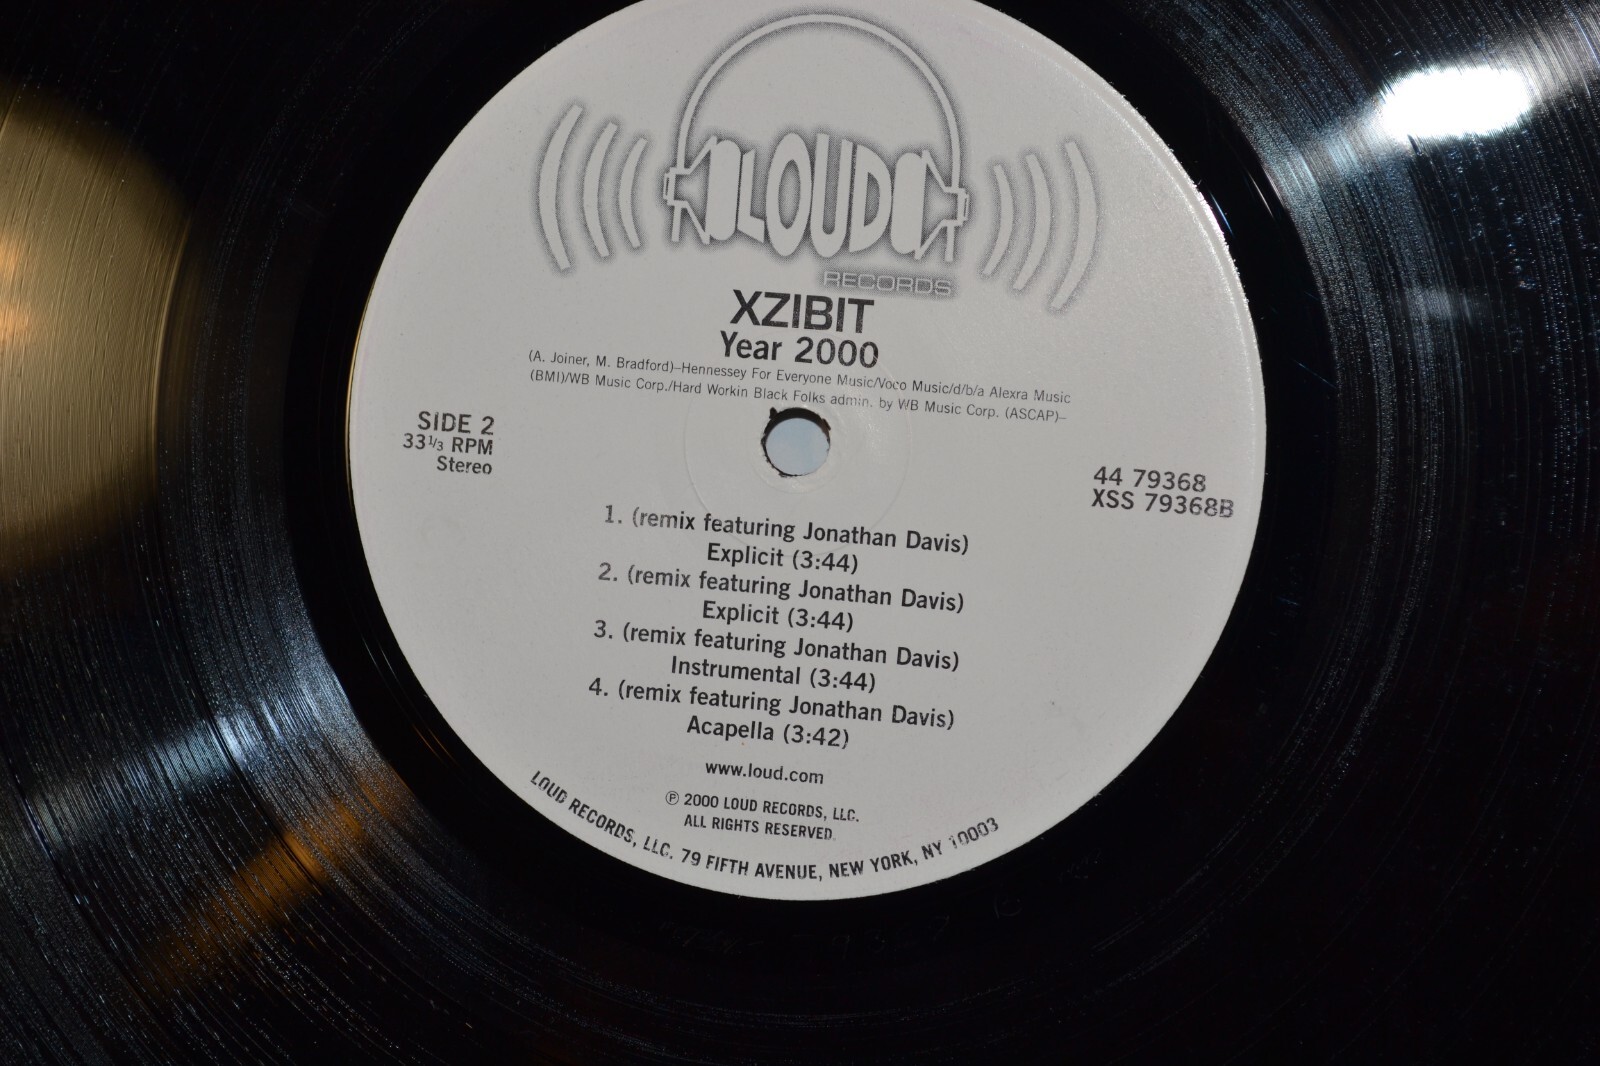 LOUD
RECORDS
XZIBIT
Year 2000
(A. Joiner, M. Bradford)–Hennessey For Everyone Music/Voco Music/d/b/a Alexra Music
(BMI)/WB Music Corp./Hard Workin Black Folks admin. by WB Music Corp. (ASCAP)–
SIDE 2
33 1/3 RPM
Stereo
44 79368
XSS 79368B
1. (remix featuring Jonathan Davis)
Explicit (3:44)
2. (remix featuring Jonathan Davis)
Explicit (3:44)
3. (remix featuring Jonathan Davis)
Instrumental (3:44)
4. (remix featuring Jonathan Davis)
Acapella (3:42)
www.loud.com
℗ 2000 LOUD RECORDS, LLC.
ALL RIGHTS RESERVED.
LOUD RECORDS, LLC. 79 FIFTH AVENUE, NEW YORK, NY 10003